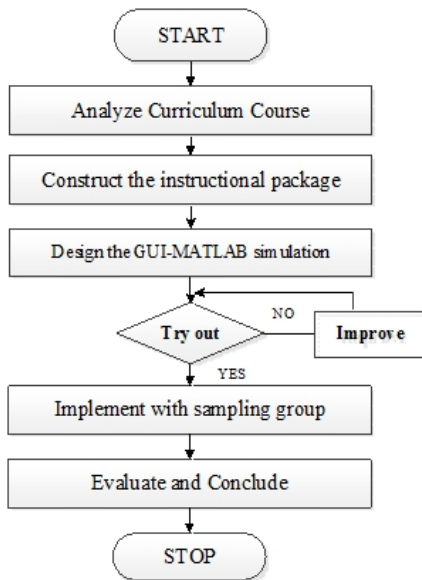 START
Analyze Curriculum Course
Construct the instructional package
Design the GUI-MATLAB simulation
Try out
NO
Improve
YES
Implement with sampling group
Evaluate and Conclude
STOP